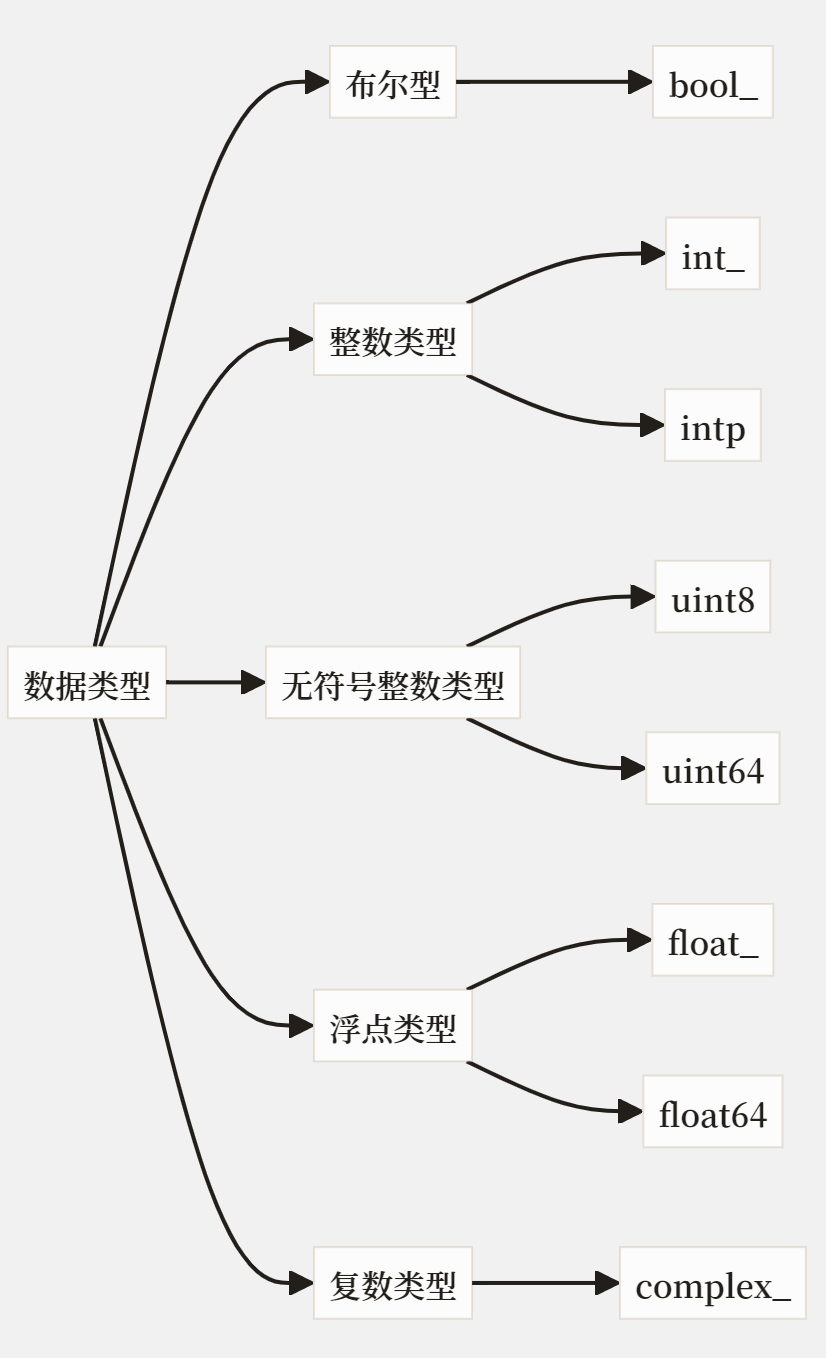 数据类型
布尔型
bool_
整数类型
int_
intp
无符号整数类型
uint8
uint64
浮点类型
float_
float64
复数类型
complex_